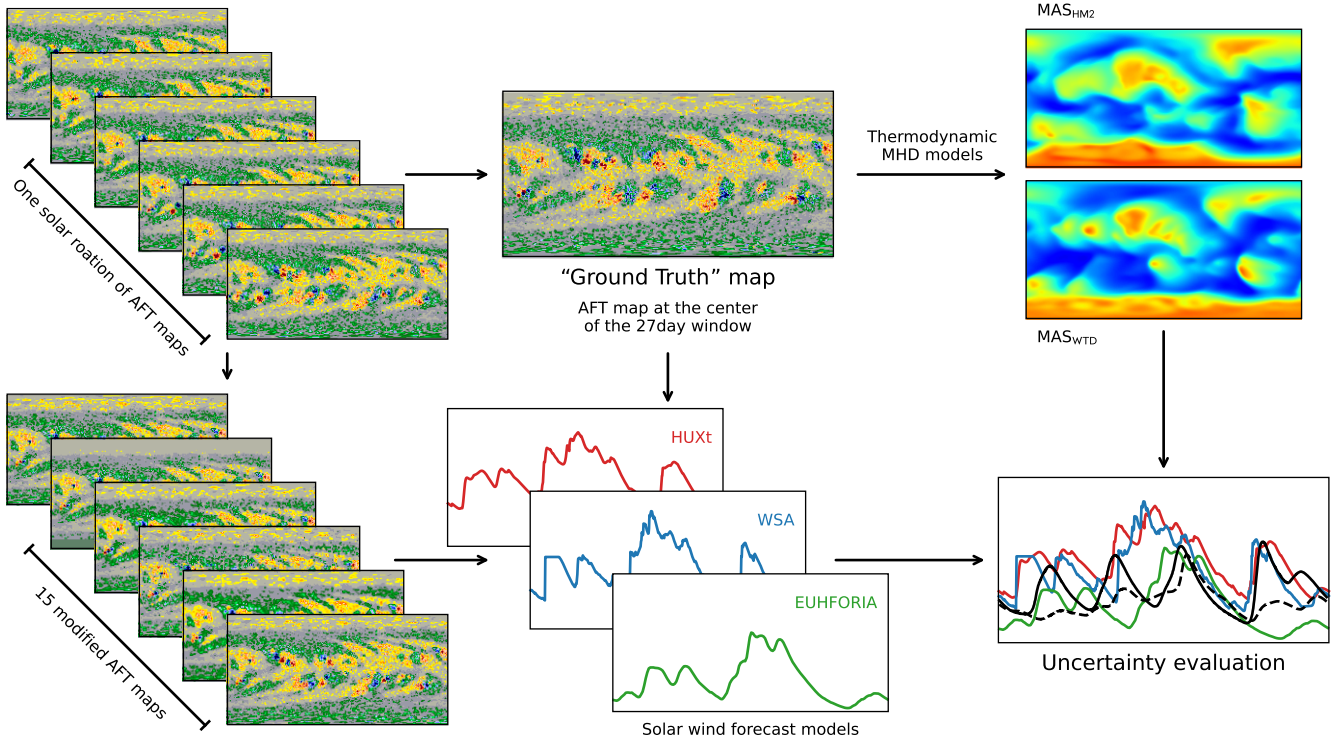 MAS_HM2
Thermodynamic
MHD models
One solar roation of AFT maps
“Ground Truth” map
AFT map at the center
of the 27day window
MAS_WTD
HUXt
WSA
EUHFORIA
15 modified AFT maps
Uncertainty evaluation
Solar wind forecast models